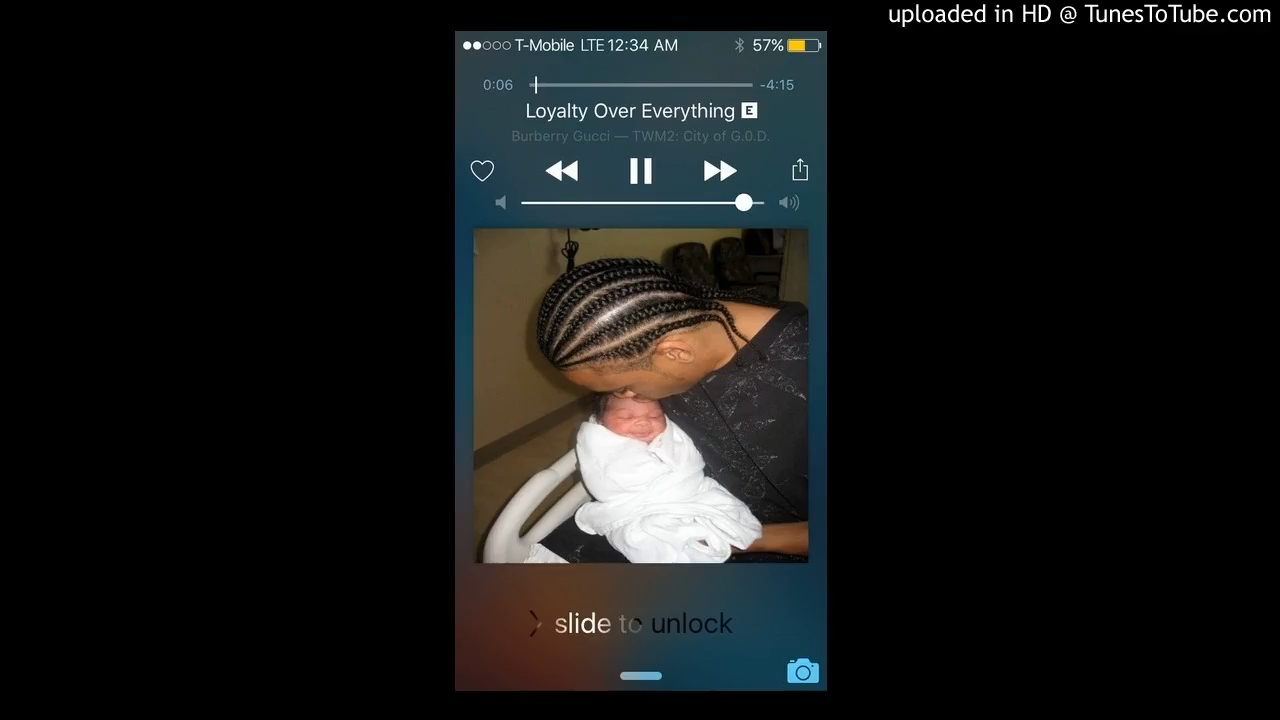 uploaded in HD @ TunesToTube.com
T-Mobile LTE 12:34 AM 57%
0:06 -4:15
Loyalty Over Everything E
Burberry Gucci — TWM2: City of G.O.D.
slide to unlock